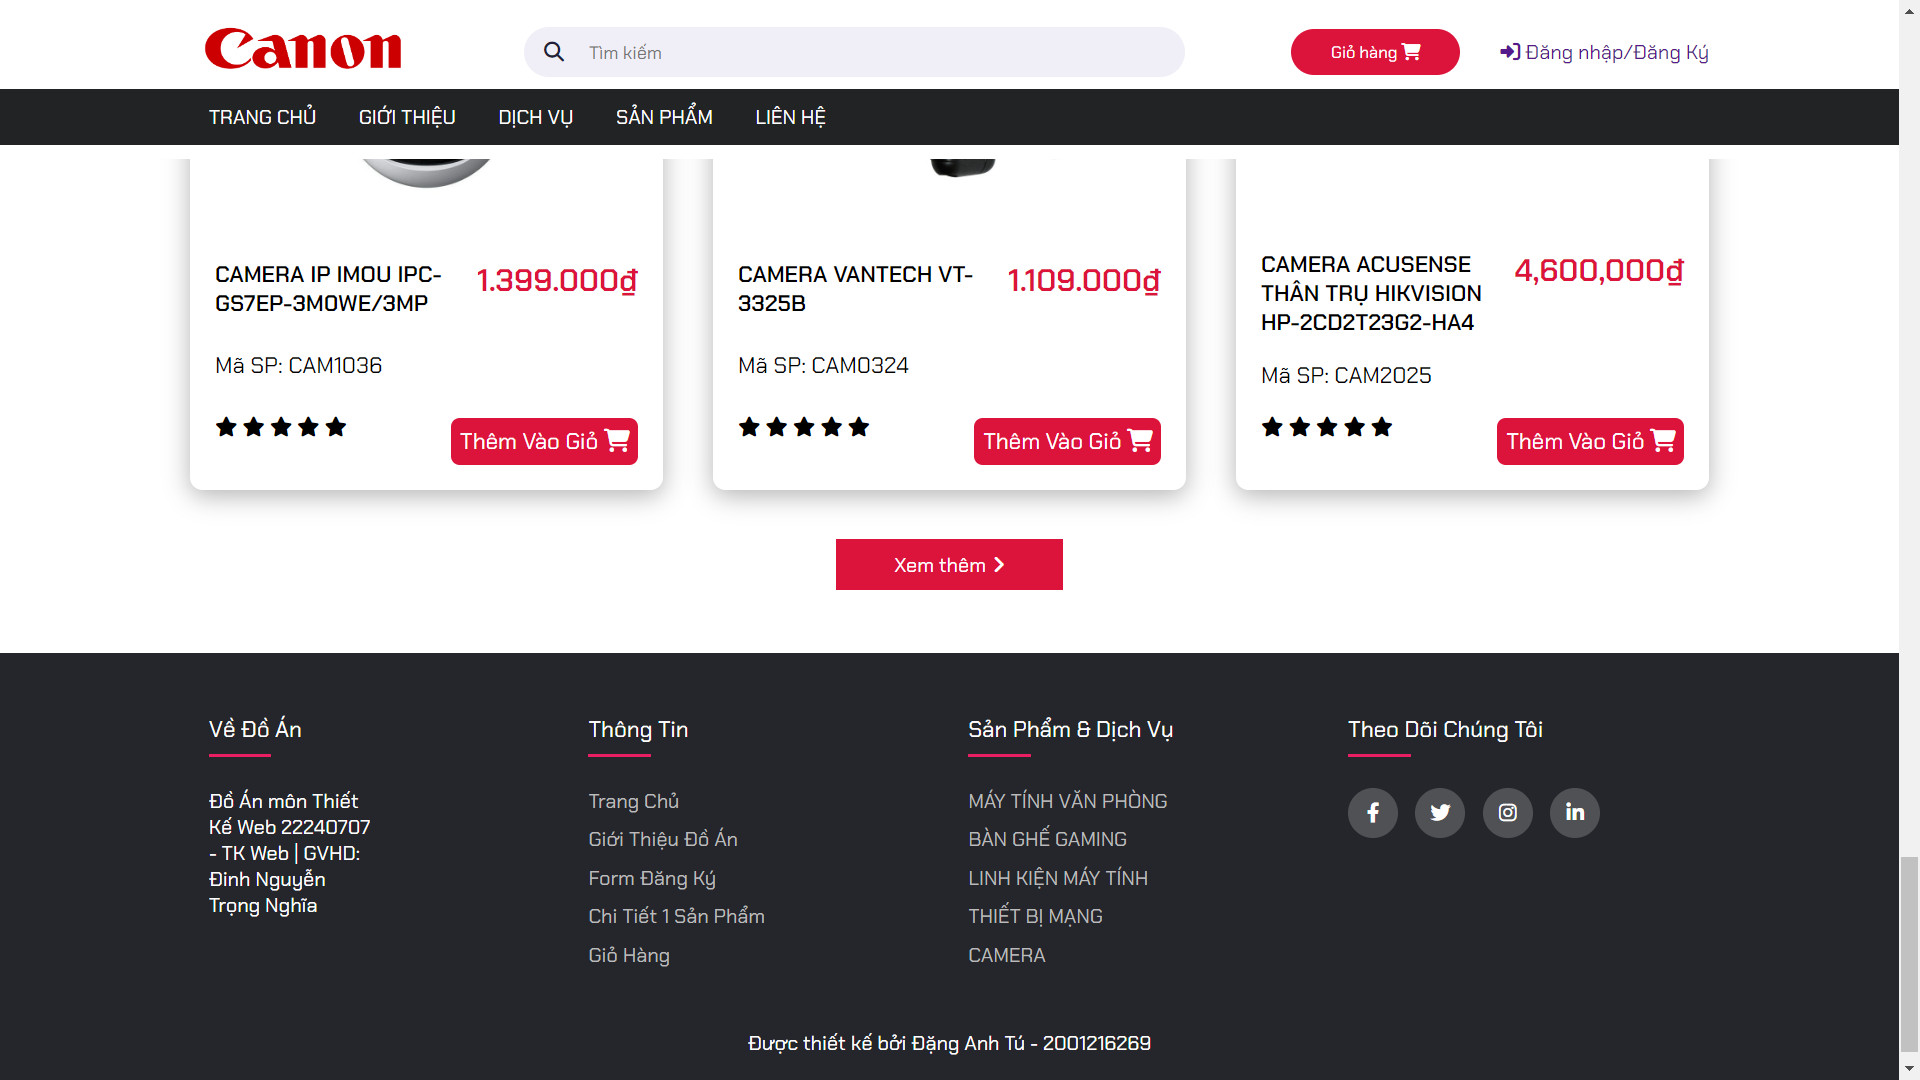 Canon
Tìm kiếm
Giỏ hàng
Đăng nhập/Đăng Ký
TRANG CHỦ
GIỚI THIỆU
DỊCH VỤ
SẢN PHẨM
LIÊN HỆ
CAMERA IP IMOU IPC-
GS7EP-3M0WE/3MP
1.399.000₫
Mã SP: CAM1036
Thêm Vào Giỏ
CAMERA VANTECH VT-
3325B
1.109.000₫
Mã SP: CAM0324
Thêm Vào Giỏ
CAMERA ACUSENSE
THÂN TRỤ HIKVISION
HP-2CD2T23G2-HA4
4,600,000₫
Mã SP: CAM2025
Thêm Vào Giỏ
Xem thêm
Về Đồ Án
Đồ Án môn Thiết
Kế Web 22240707
- TK Web | GVHD:
Đinh Nguyễn
Trọng Nghĩa
Thông Tin
Trang Chủ
Giới Thiệu Đồ Án
Form Đăng Ký
Chi Tiết 1 Sản Phẩm
Giỏ Hàng
Sản Phẩm & Dịch Vụ
MÁY TÍNH VĂN PHÒNG
BÀN GHẾ GAMING
LINH KIỆN MÁY TÍNH
THIẾT BỊ MẠNG
CAMERA
Theo Dõi Chúng Tôi
Được thiết kế bởi Đặng Anh Tú - 2001216269